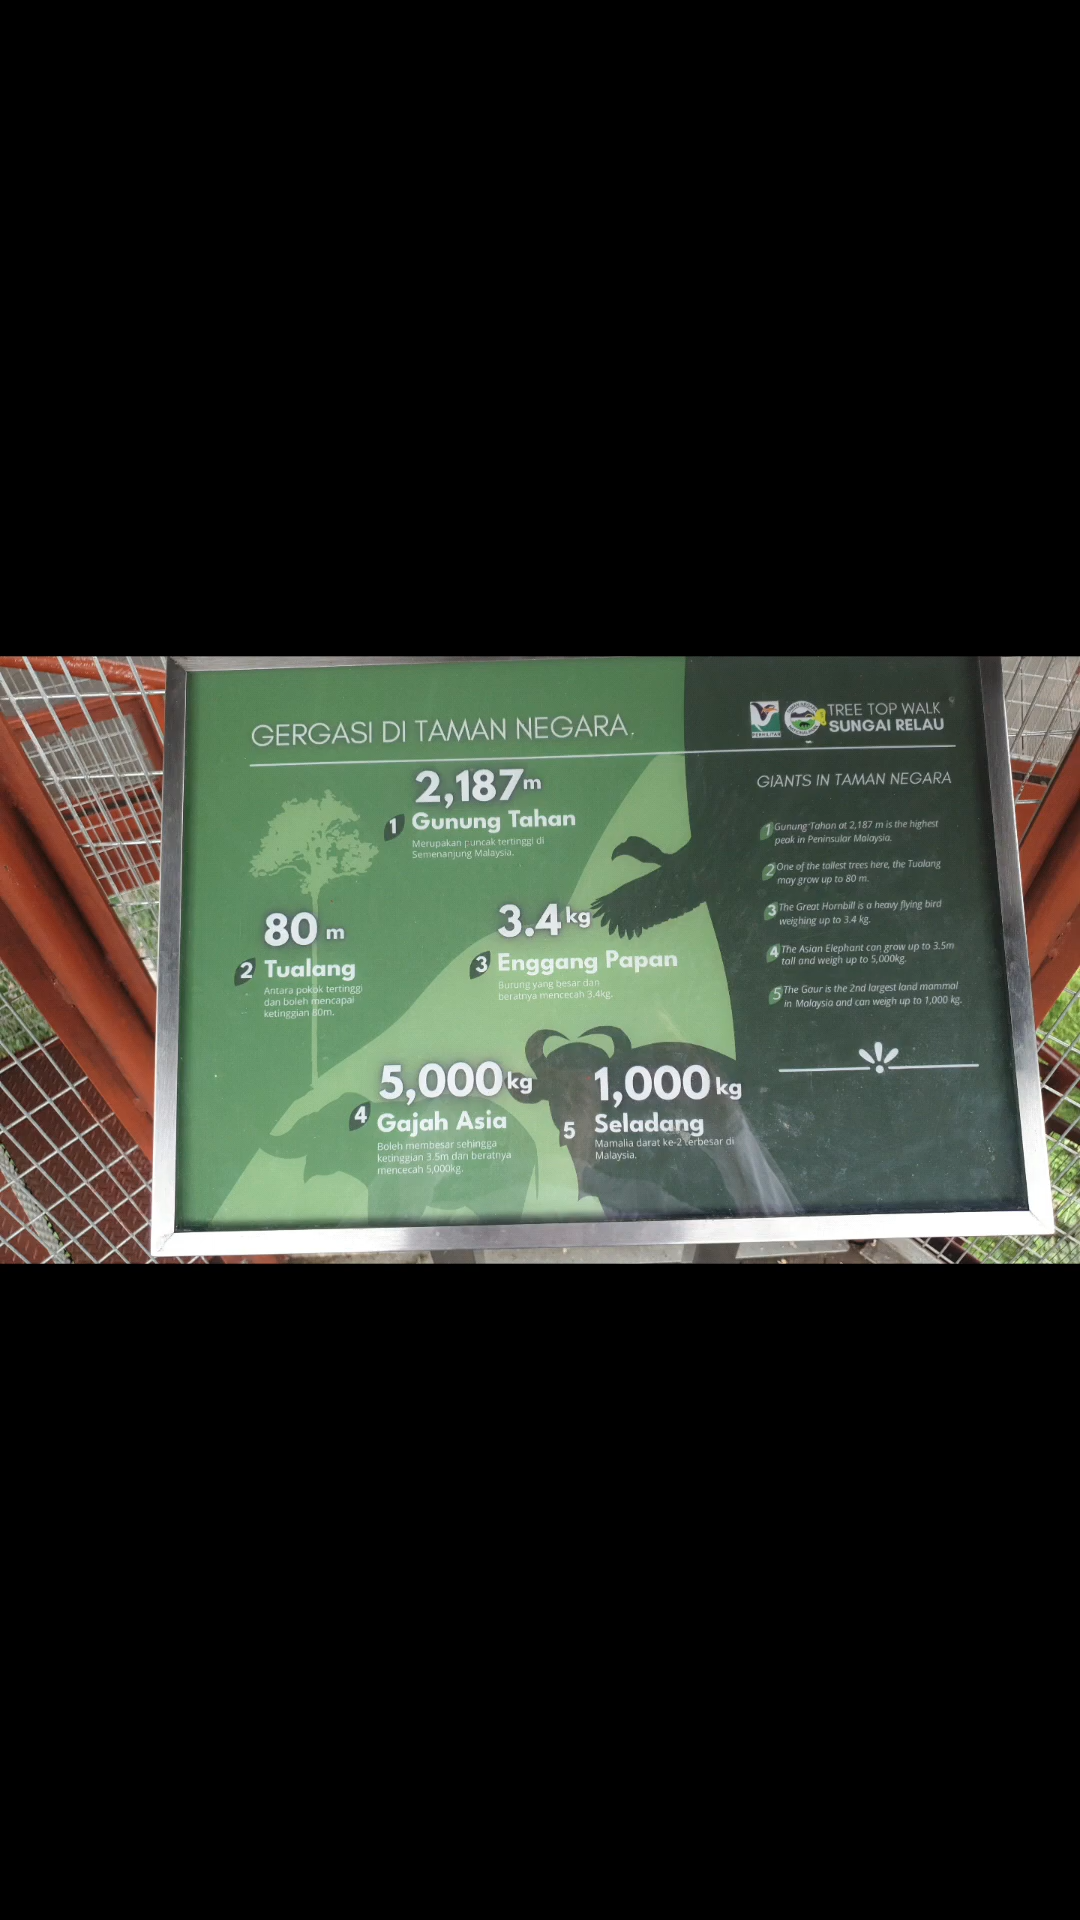 GERGASI DI TAMAN NEGARA.
2,187m
1 Gunung Tahan
Merupakan puncak tertinggi di
Semenanjung Malaysia.
80 m
2 Tualang
Antara pokok tertinggi
dan boleh mencapai
ketinggian 80m.
3.4kg
3 Enggang Papan
Burung yang besar dan
beratnya mencecah 3.4kg.
5,000kg
4 Gajah Asia
Boleh membesar sehingga
ketinggian 3.5m dan beratnya
mencecah 5,000kg.
1,000 kg
5 Seladang
Mamalia darat ke-2 terbesar di
Malaysia.
PERHILITAN
TREE TOP WALK
SUNGAI RELAU
GIANTS IN TAMAN NEGARA
1 Gunung Tahan at 2,187 m is the highest
peak in Peninsular Malaysia.
2 One of the tallest trees here, the Tualang
may grow up to 80 m.
3 The Great Hornbill is a heavy flying bird
weighing up to 3.4 kg.
4 The Asian Elephant can grow up to 3.5m
tall and weigh up to 5,000kg.
5 The Gaur is the 2nd largest land mammal
in Malaysia and can weigh up to 1,000 kg.